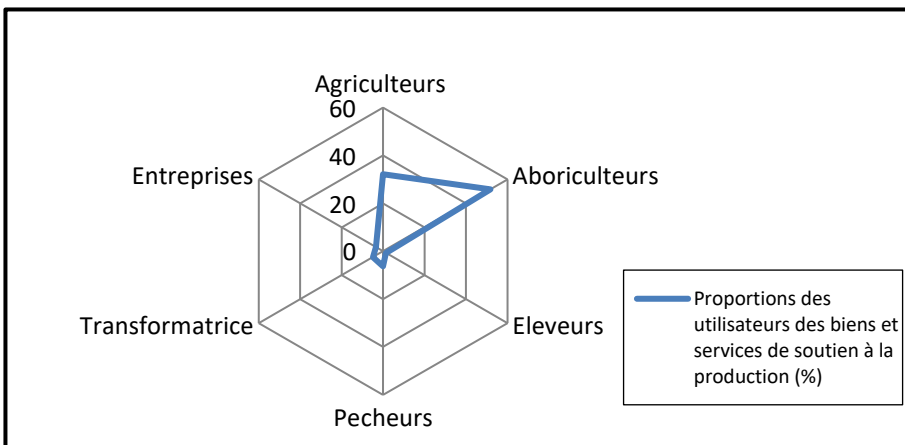 Agriculteurs
60
Entreprises
40
Aboriculteurs
20
0
Transformatrice
Eleveurs
Pecheurs
Proportions des
utilisateurs des biens et
services de soutien à la
production (%)